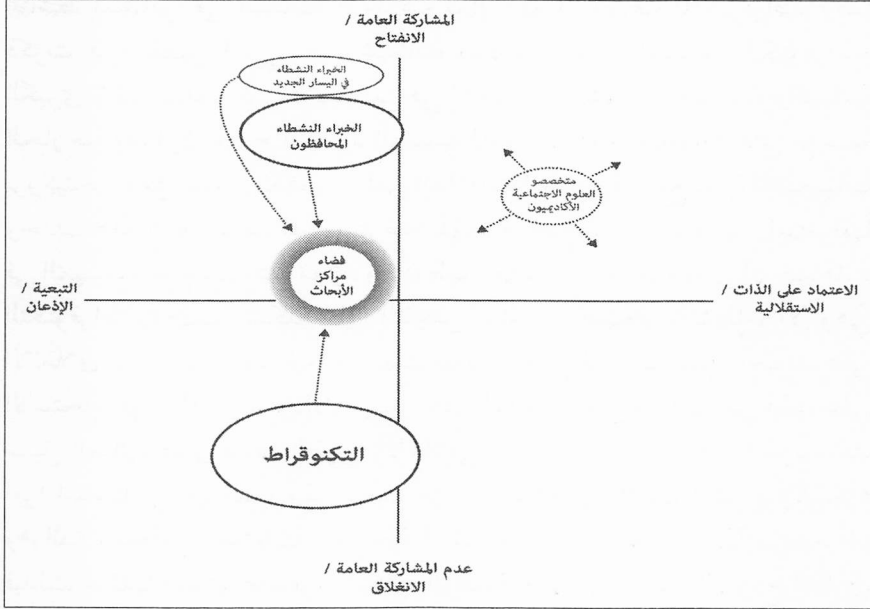 المشاركة العامة /
الانفتاح
الخبراء النشطاء
في اليسار الجديد
الخبراء النشطاء
المحافظون
متخصصو
العلوم الاجتماعية
الأكاديميون
فضاء
مراكز
الأبحاث
الاعتماد على الذات /
الاستقلالية
التبعية /
الإذعان
التكنوقراط
عدم المشاركة العامة /
الانغلاق